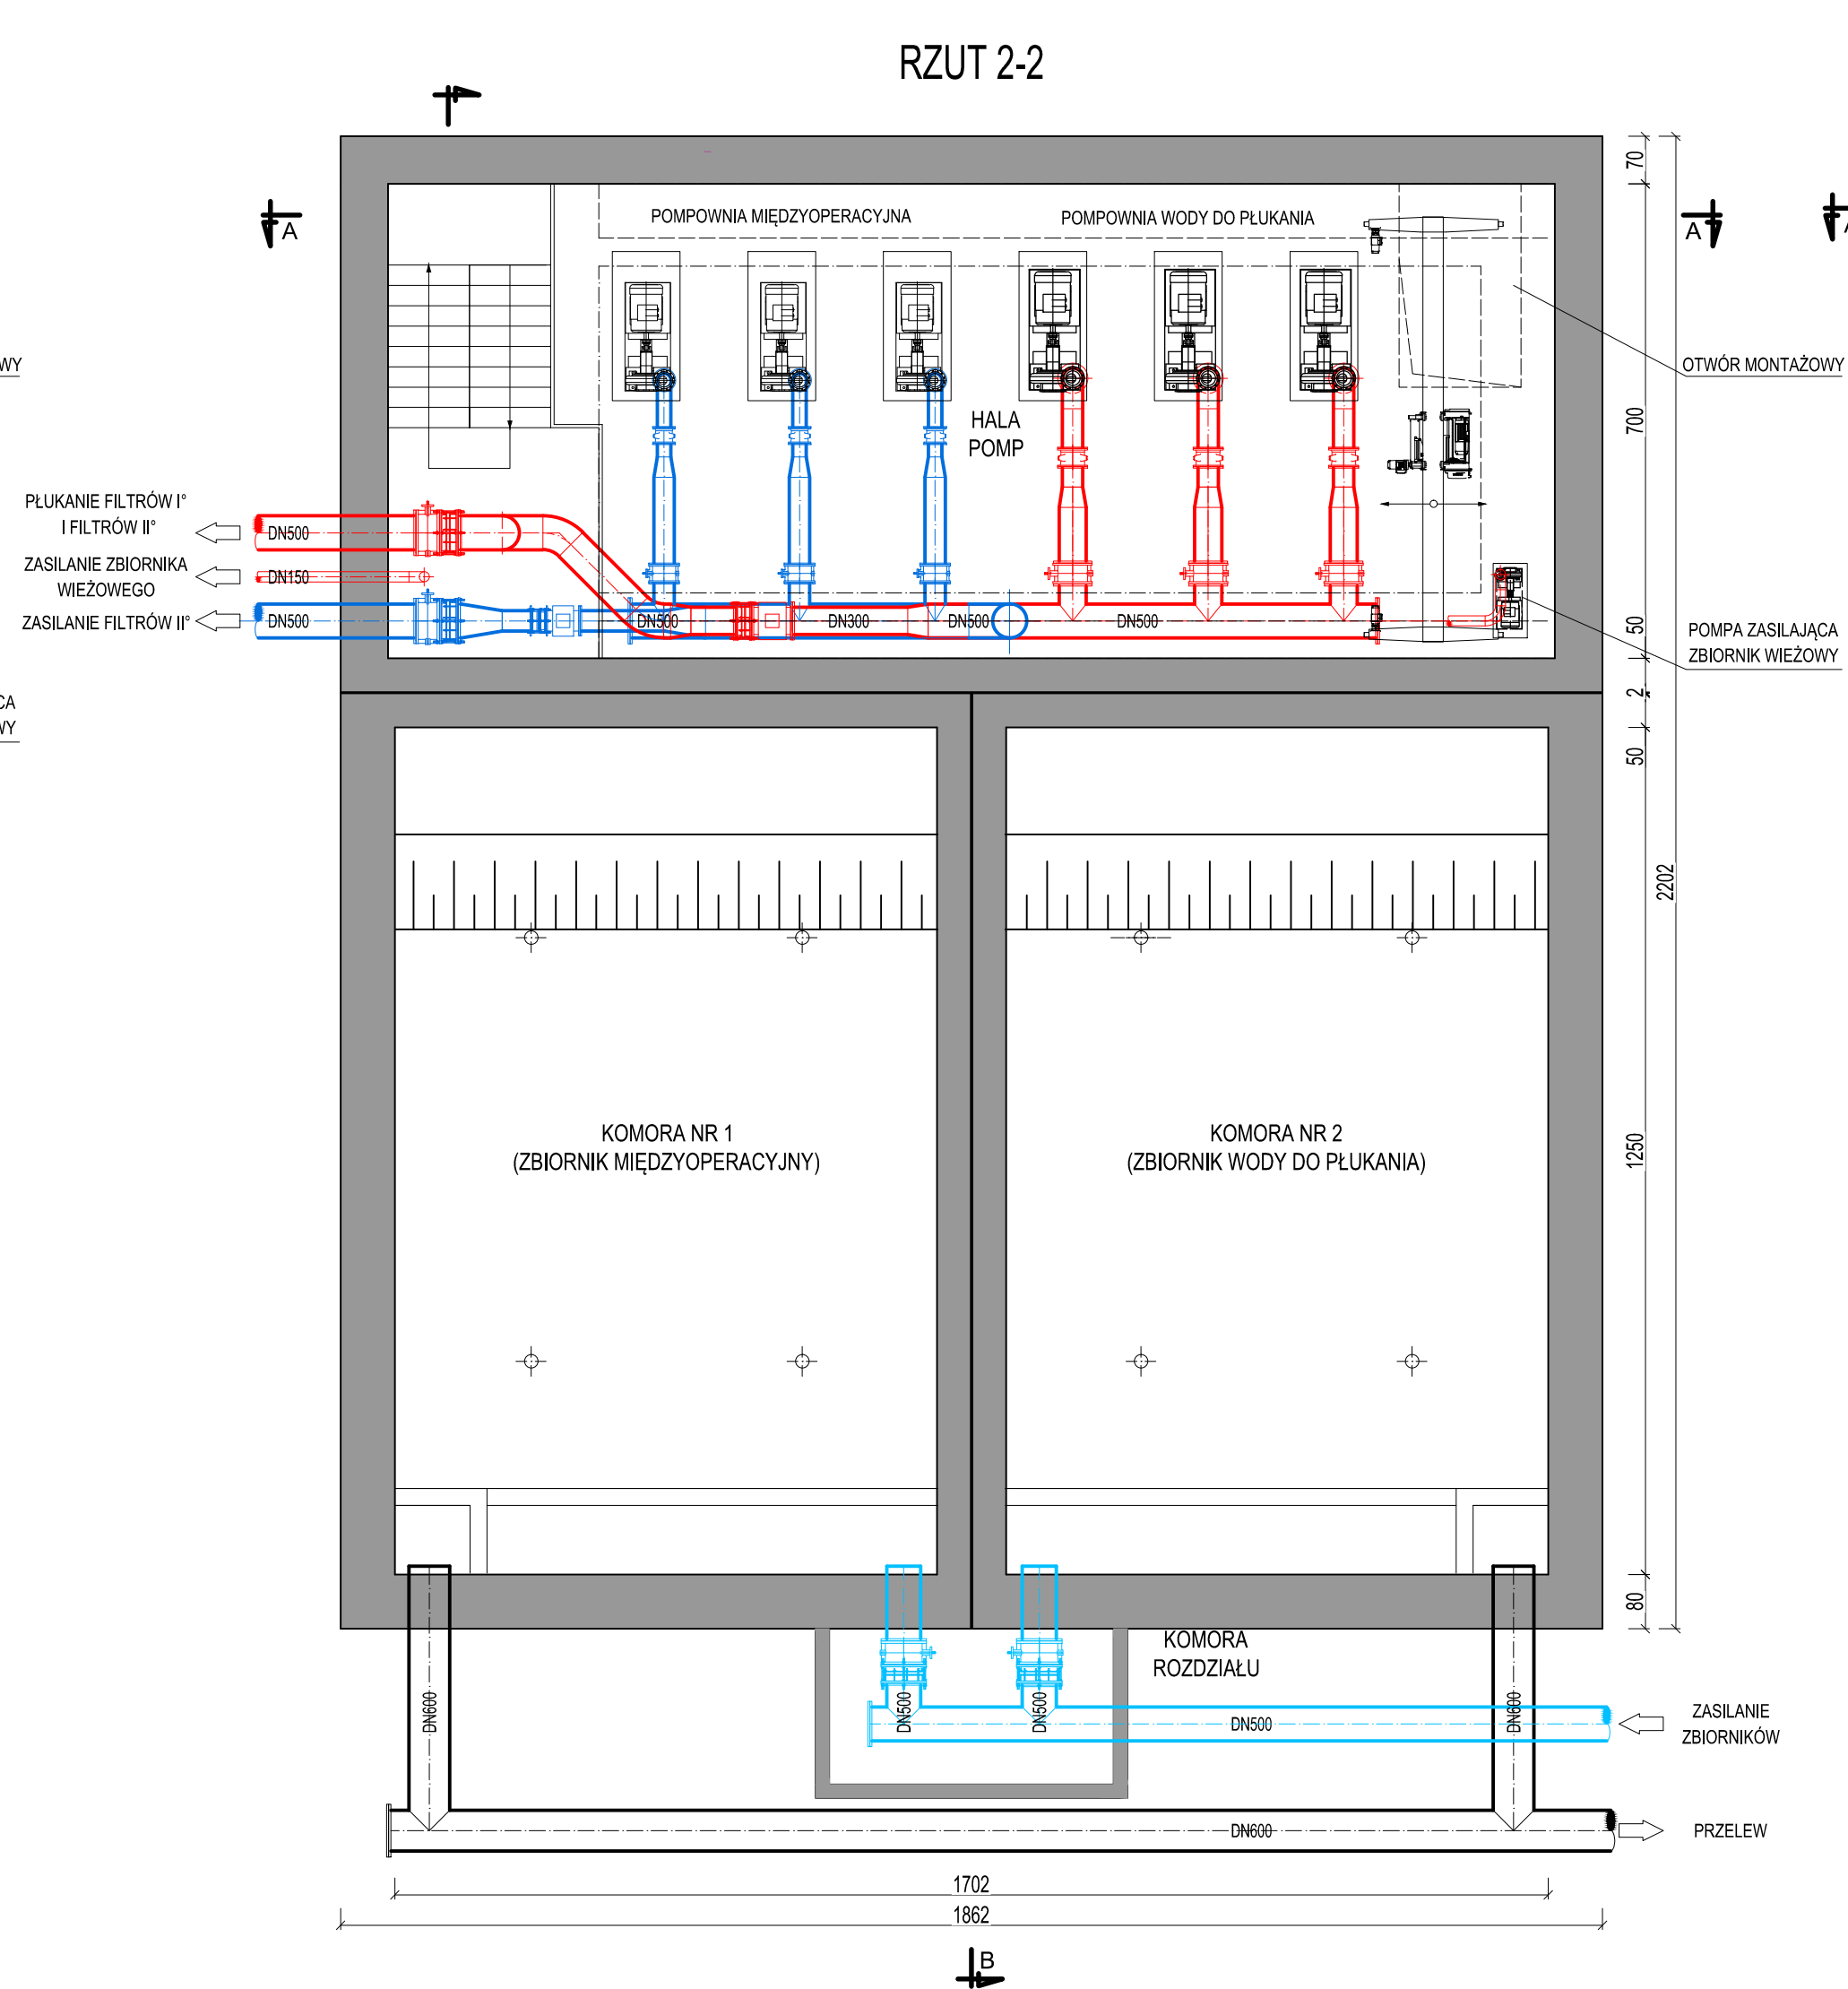 RZUT 2-2
A
A
A
POMPOWNIA MIĘDZYOPERACYJNA
POMPOWNIA WODY DO PŁUKANIA
70
WY
OTWÓR MONTAŻOWY
HALA
POMP
700
PŁUKANIE FILTRÓW I°
I FILTRÓW II°
DN500
ZASILANIE ZBIORNIKA
WIEŻOWEGO
DN150
ZASILANIE FILTRÓW II°
DN500
DN500
DN300
DN500
DN500
50
POMPA ZASILAJĄCA
ZBIORNIK WIEŻOWY
CA
WY
2
50
2202
KOMORA NR 1
(ZBIORNIK MIĘDZYOPERACYJNY)
KOMORA NR 2
(ZBIORNIK WODY DO PŁUKANIA)
1250
80
KOMORA
ROZDZIAŁU
DN600
DN500
DN500
DN500
DN600
ZASILANIE
ZBIORNIKÓW
DN600
PRZELEW
1702
1862
B